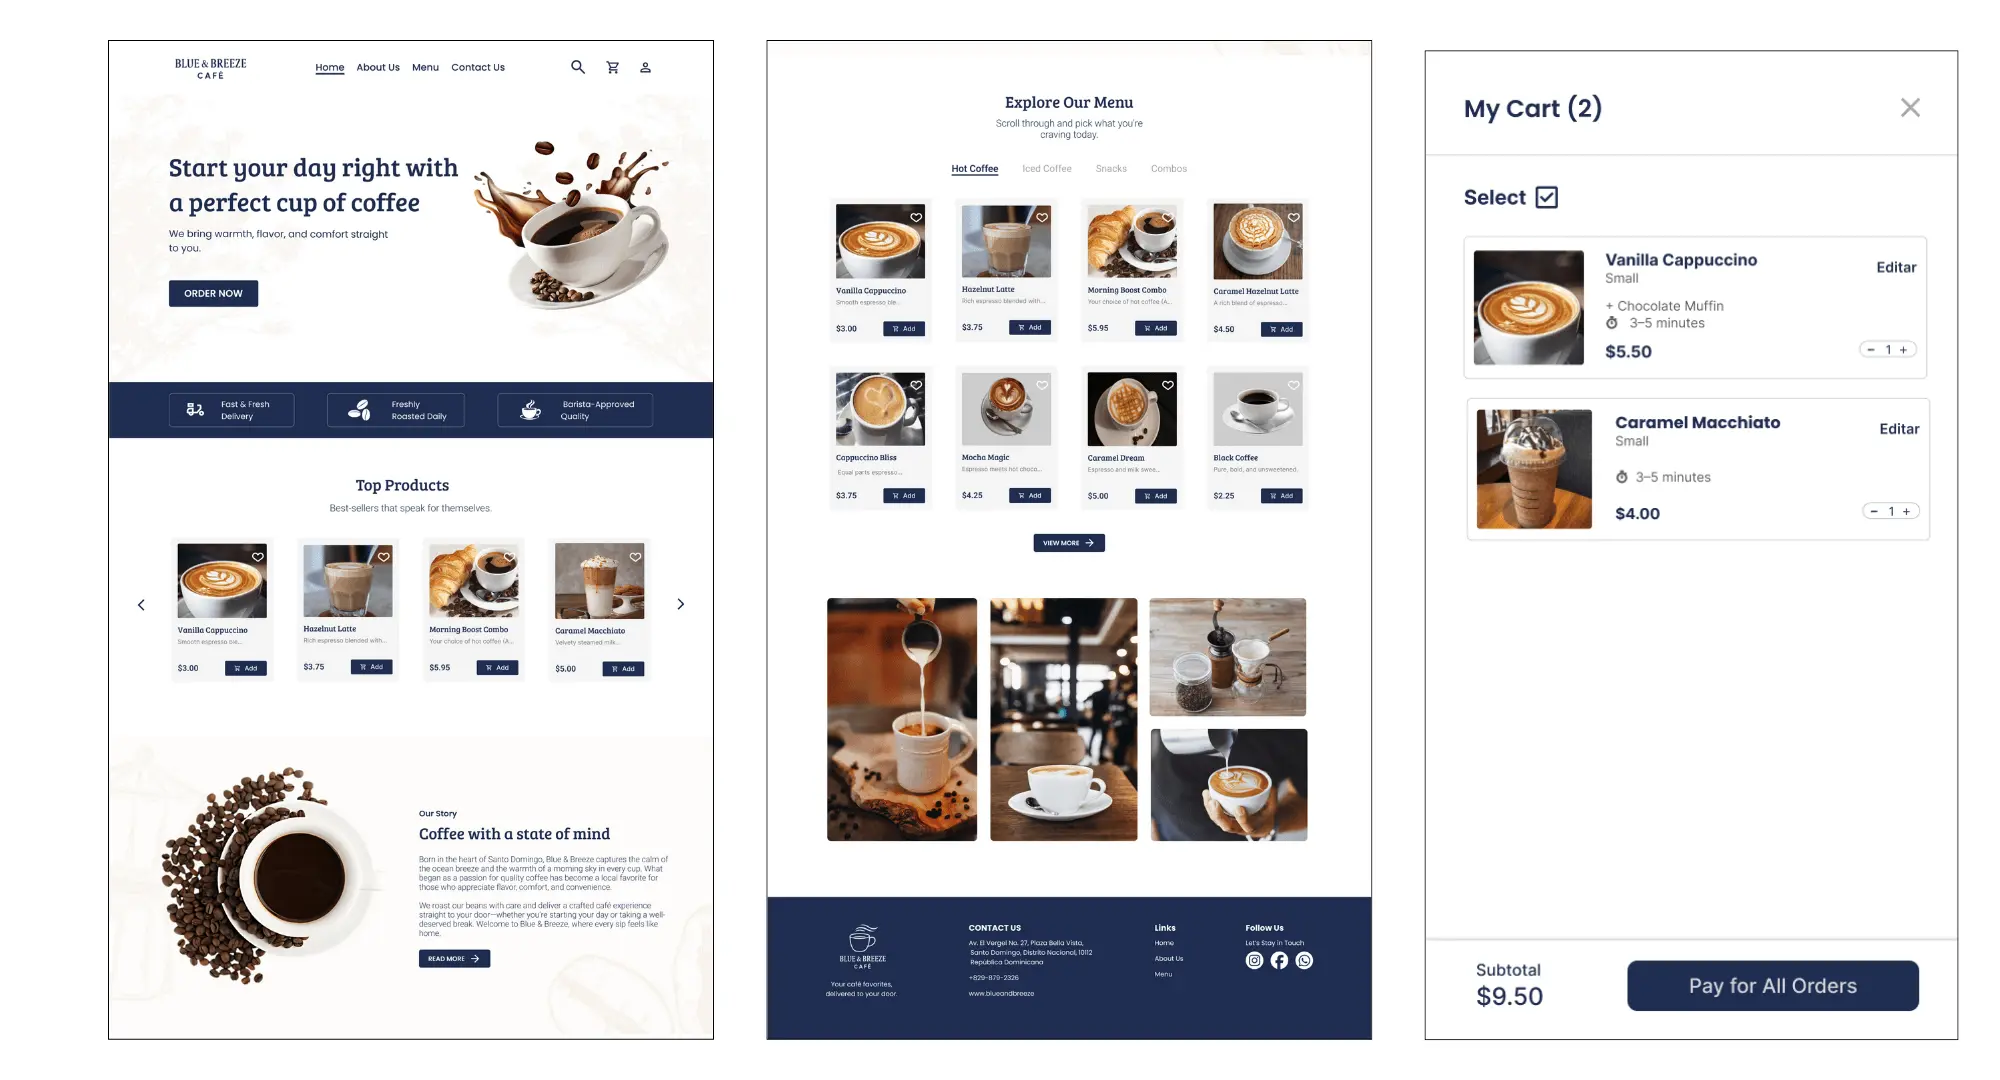 BLUE & BREEZE
CAFÉ
Home About Us Menu Contact Us
Start your day right with
a perfect cup of coffee
We bring warmth, flavor, and comfort straight
to you.
ORDER NOW
Fast & Fresh
Delivery
Freshly
Roasted Daily
Barista-Approved
Quality
Top Products
Best-sellers that speak for themselves.
Vanilla Cappuccino
Smooth espresso ble...
$3.00 Add
Hazelnut Latte
Rich espresso blended with...
$3.75 Add
Morning Boost Combo
Your choice of hot coffee (A...
$5.95 Add
Caramel Macchiato
Velvety steamed milk...
$5.00 Add
Our Story
Coffee with a state of mind
Born in the heart of Santo Domingo, Blue & Breeze captures the calm of
the ocean breeze and the warmth of a morning sky in every cup. What
began as a passion for quality coffee has become a local favorite for
those who appreciate flavor, comfort, and convenience.
We roast our beans with care and deliver a crafted café experience
straight to your door—whether you're starting your day or taking a well-
deserved break. Welcome to Blue & Breeze, where every sip feels like
home.
READ MORE
Explore Our Menu
Scroll through and pick what you're
craving today.
Hot Coffee Iced Coffee Snacks Combos
Vanilla Cappuccino
Smooth espresso ble...
$3.00 Add
Hazelnut Latte
Rich espresso blended with...
$3.75 Add
Morning Boost Combo
Your choice of hot coffee (A...
$5.95 Add
Caramel Hazelnut Latte
A rich blend of espresso...
$4.50 Add
Cappuccino Bliss
Equal parts espresso...
$3.75 Add
Mocha Magic
Espresso meets hot choco...
$4.25 Add
Caramel Dream
Espresso and milk swee...
$5.00 Add
Black Coffee
Pure, bold, and unsweetened.
$2.25 Add
VIEW MORE
BLUE & BREEZE
CAFÉ
Your café favorites,
delivered to your door.
CONTACT US
Av. El Vergel No. 27, Plaza Bella Vista,
Santo Domingo, Distrito Nacional, 10112
República Dominicana
+829-879-2326
www.blueandbreeze
Links
Home
About Us
Menu
Follow Us
Let's Stay in Touch
My Cart (2)
Select
Vanilla Cappuccino
Editar
Small
+ Chocolate Muffin
3–5 minutes
$5.50
− 1 +
Caramel Macchiato
Editar
Small
3–5 minutes
$4.00
− 1 +
Subtotal
$9.50
Pay for All Orders